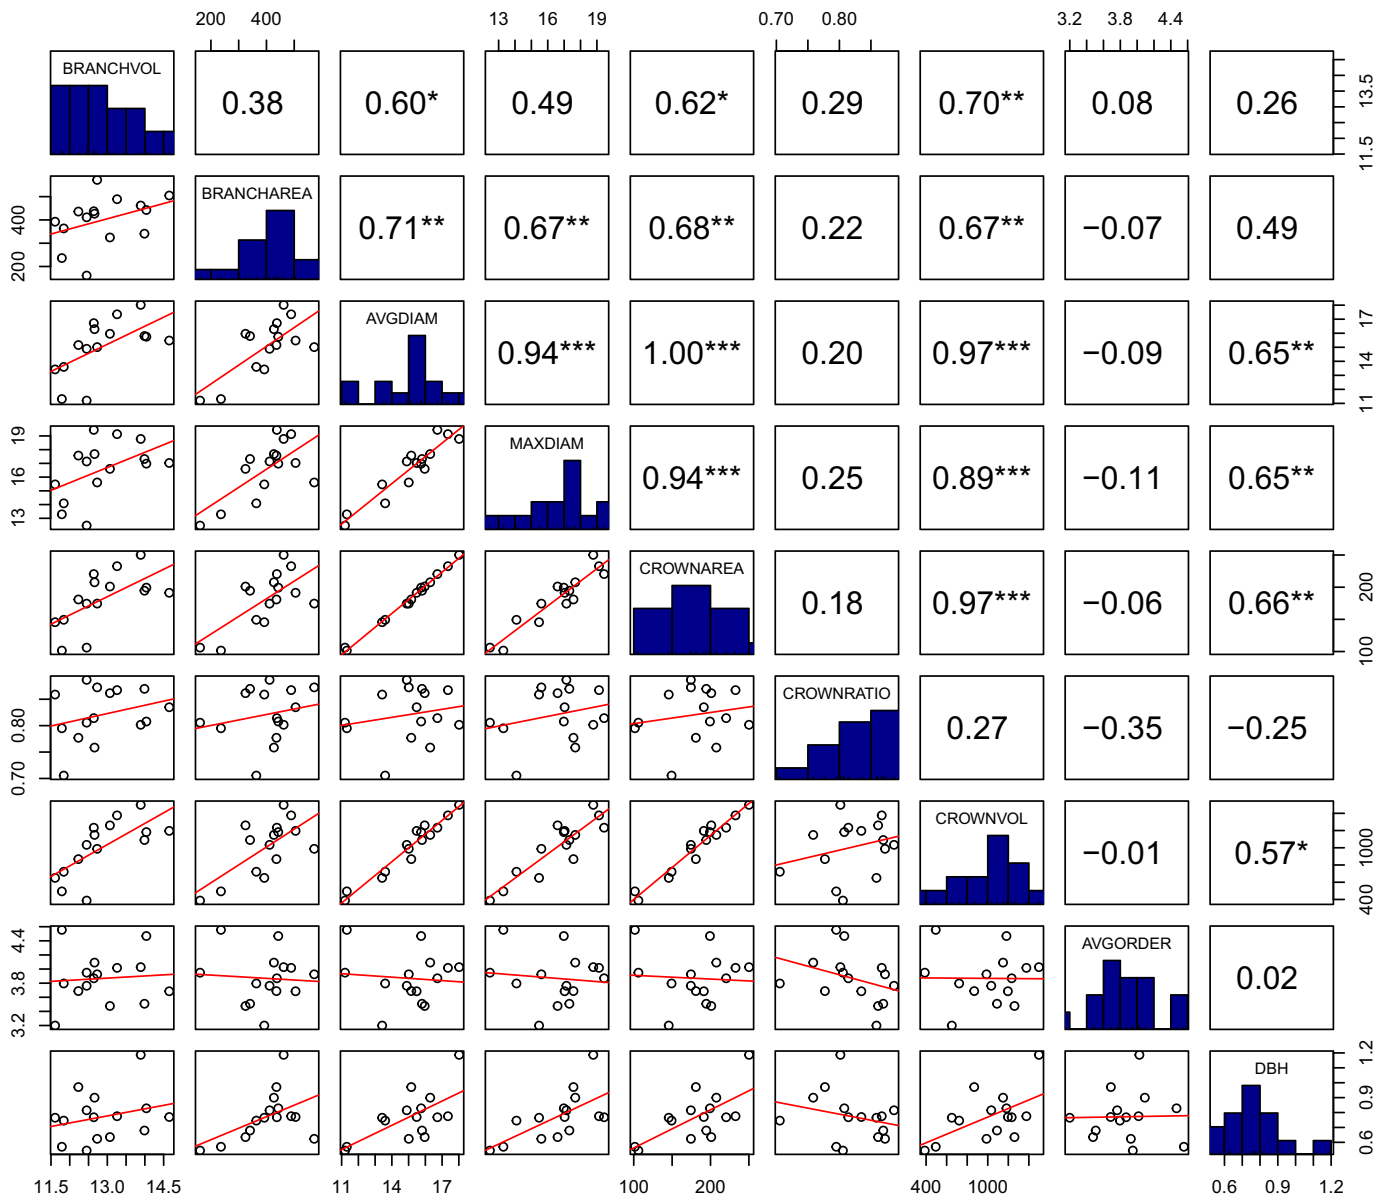 200 400 13 16 19 0.70 0.80 3.2 3.8 4.4
BRANCHVOL 0.38 0.60* 0.49 0.62* 0.29 0.70** 0.08 0.26 11.5 13.5
BRANCHAREA 0.71** 0.67** 0.68** 0.22 0.67** −0.07 0.49
200 400
AVGDIAM 0.94*** 1.00*** 0.20 0.97*** −0.09 0.65** 11 14 17
MAXDIAM 0.94*** 0.25 0.89*** −0.11 0.65**
13 16 19
CROWNAREA 0.18 0.97*** −0.06 0.66** 100 200
CROWNRATIO 0.27 −0.35 −0.25
0.70 0.80
CROWNVOL −0.01 0.57* 400 1000
AVGORDER 0.02
3.2 3.8 4.4
DBH 0.6 0.9 1.2
11.5 13.0 14.5 11 14 17 100 200 400 1000 0.6 0.9 1.2